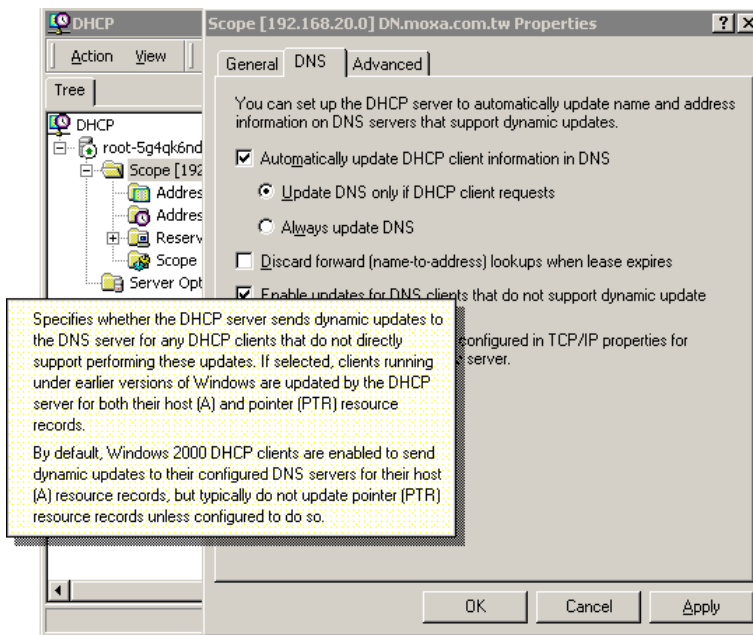 DHCP
Action View
Tree
DHCP
root-5g4qk6nd
Scope [192
Addres
Addres
Reserv
Scope
Server Opt
Scope [192.168.20.0] DN.moxa.com.tw Properties
General DNS Advanced
You can set up the DHCP server to automatically update name and address
information on DNS servers that support dynamic updates.
Automatically update DHCP client information in DNS
Update DNS only if DHCP client requests
Always update DNS
Discard forward (name-to-address) lookups when lease expires
Enable updates for DNS clients that do not support dynamic update
configured in TCP/IP properties for
server.
Specifies whether the DHCP server sends dynamic updates to
the DNS server for any DHCP clients that do not directly
support performing these updates. If selected, clients running
under earlier versions of Windows are updated by the DHCP
server for both their host (A) and pointer (PTR) resource
records.
By default, Windows 2000 DHCP clients are enabled to send
dynamic updates to their configured DNS servers for their host
(A) resource records, but typically do not update pointer (PTR)
resource records unless configured to do so.
OK Cancel Apply